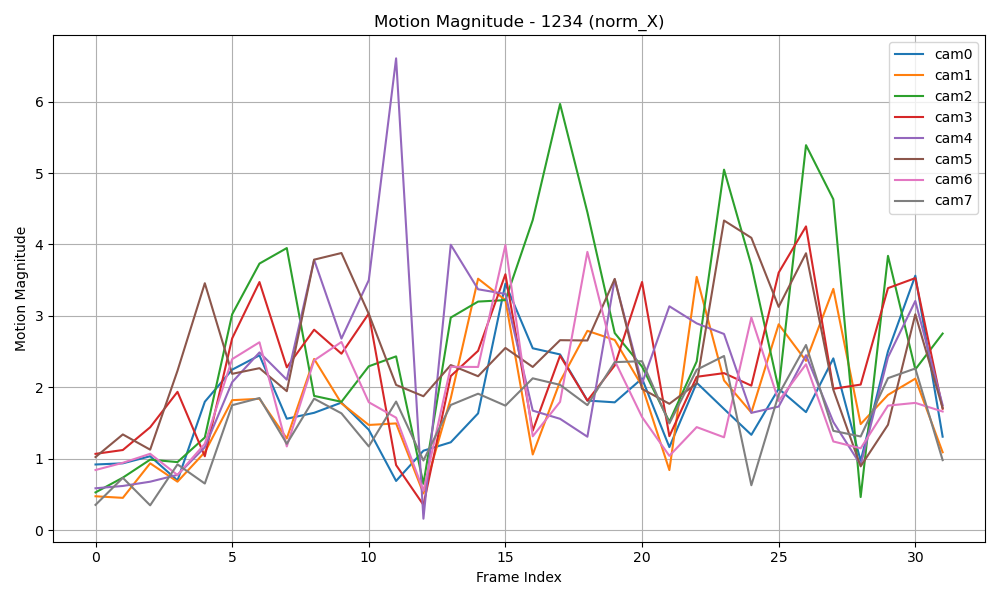 Motion Magnitude - 1234 (norm_X)
cam0
cam1
cam2
cam3
cam4
cam5
cam6
cam7
Motion Magnitude
6
5
4
3
2
1
0
0 5 10 15 20 25 30
Frame Index